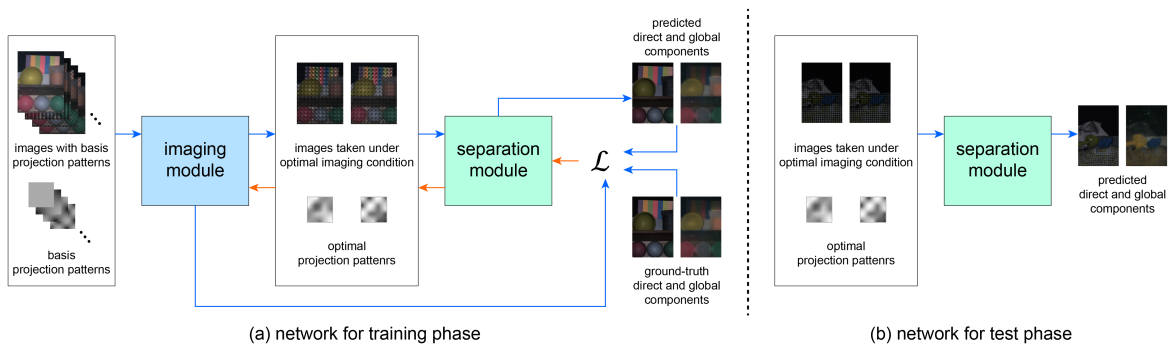 images with basis
projection patterns
basis
projection patterns
imaging
module
images taken under
optimal imaging condition
optimal
projection pattenrs
separation
module
predicted
direct and global
components
ℒ
ground-truth
direct and global
components
(a) network for training phase
images taken under
optimal imaging condition
optimal
projection pattenrs
separation
module
predicted
direct and global
components
(b) network for test phase